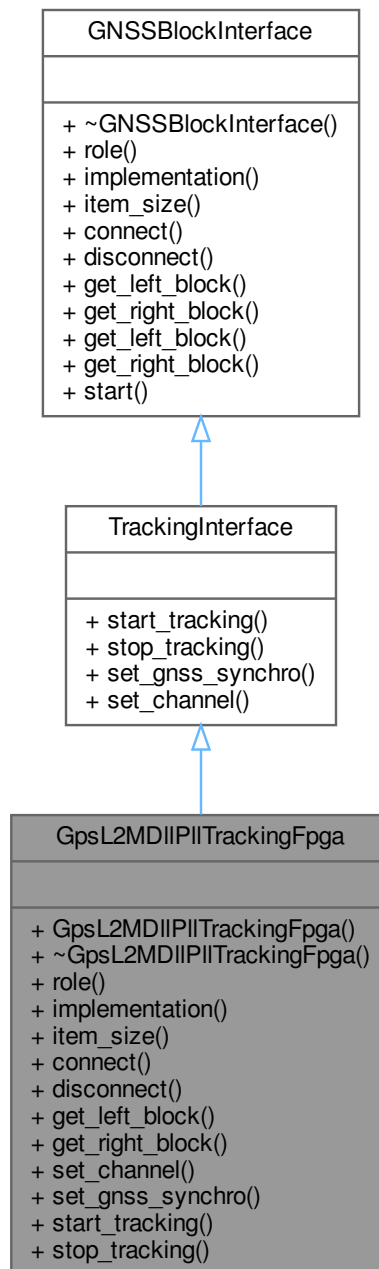 GNSSBlockInterface
+ ~GNSSBlockInterface()
+ role()
+ implementation()
+ item_size()
+ connect()
+ disconnect()
+ get_left_block()
+ get_right_block()
+ get_left_block()
+ get_right_block()
+ start()
TrackingInterface
+ start_tracking()
+ stop_tracking()
+ set_gnss_synchro()
+ set_channel()
GpsL2MDllPllTrackingFpga
+ GpsL2MDllPllTrackingFpga()
+ ~GpsL2MDllPllTrackingFpga()
+ role()
+ implementation()
+ item_size()
+ connect()
+ disconnect()
+ get_left_block()
+ get_right_block()
+ set_channel()
+ set_gnss_synchro()
+ start_tracking()
+ stop_tracking()